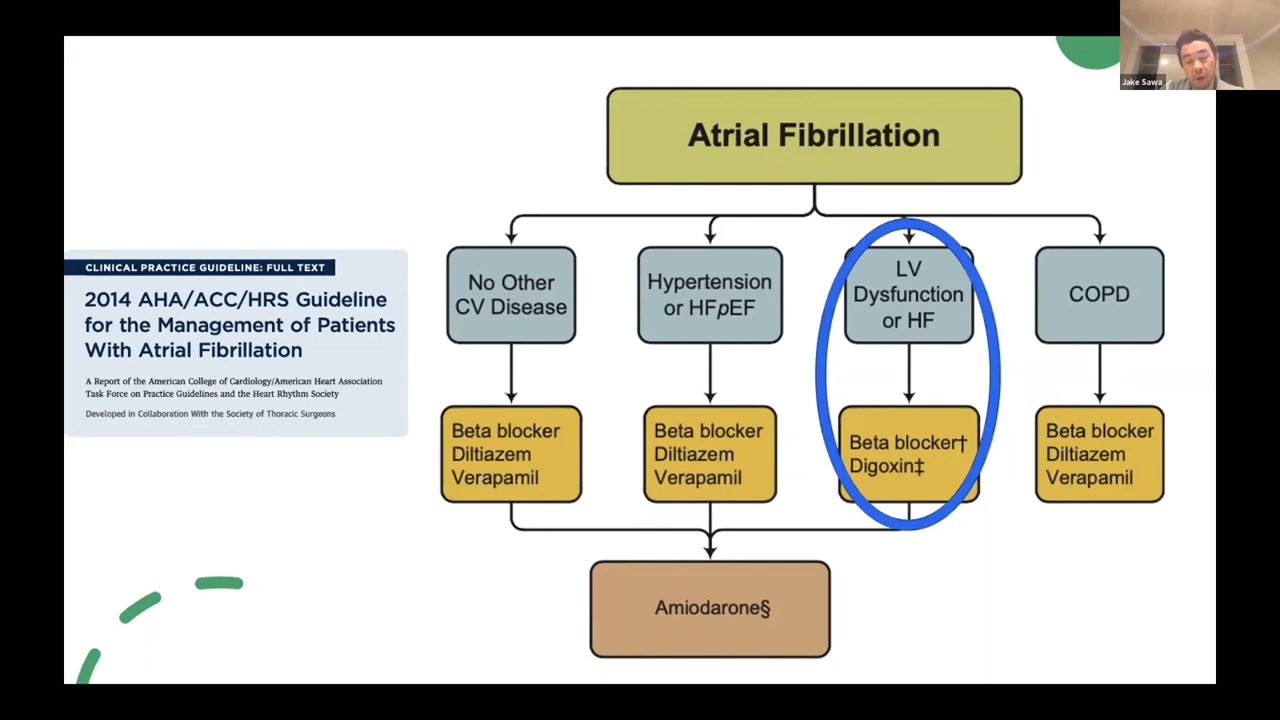 Jake Sawa
Atrial Fibrillation
CLINICAL PRACTICE GUIDELINE: FULL TEXT
2014 AHA/ACC/HRS Guideline
for the Management of Patients
With Atrial Fibrillation
A Report of the American College of Cardiology/American Heart Association
Task Force on Practice Guidelines and the Heart Rhythm Society
Developed in Collaboration With the Society of Thoracic Surgeons
No Other
CV Disease
Hypertension
or HFpEF
LV
Dysfunction
or HF
COPD
Beta blocker
Diltiazem
Verapamil
Beta blocker
Diltiazem
Verapamil
Beta blocker†
Digoxin‡
Beta blocker
Diltiazem
Verapamil
Amiodarone§